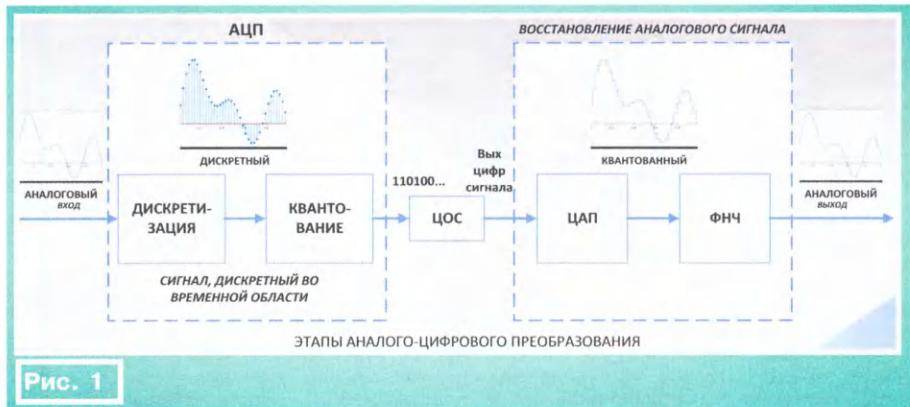 АЦП
ВОССТАНОВЛЕНИЕ АНАЛОГОВОГО СИГНАЛА
ДИСКРЕТНЫЙ
КВАНТОВАННЫЙ
АНАЛОГОВЫЙ
ВХОД
ДИСКРЕТИ-
ЗАЦИЯ
КВАНТО-
ВАНИЕ
110100...
ЦОС
Вых
цифр
сигнала
ЦАП
ФНЧ
АНАЛОГОВЫЙ
ВЫХОД
СИГНАЛ, ДИСКРЕТНЫЙ ВО
ВРЕМЕННОЙ ОБЛАСТИ
ЭТАПЫ АНАЛОГО-ЦИФРОВОГО ПРЕОБРАЗОВАНИЯ
Рис. 1